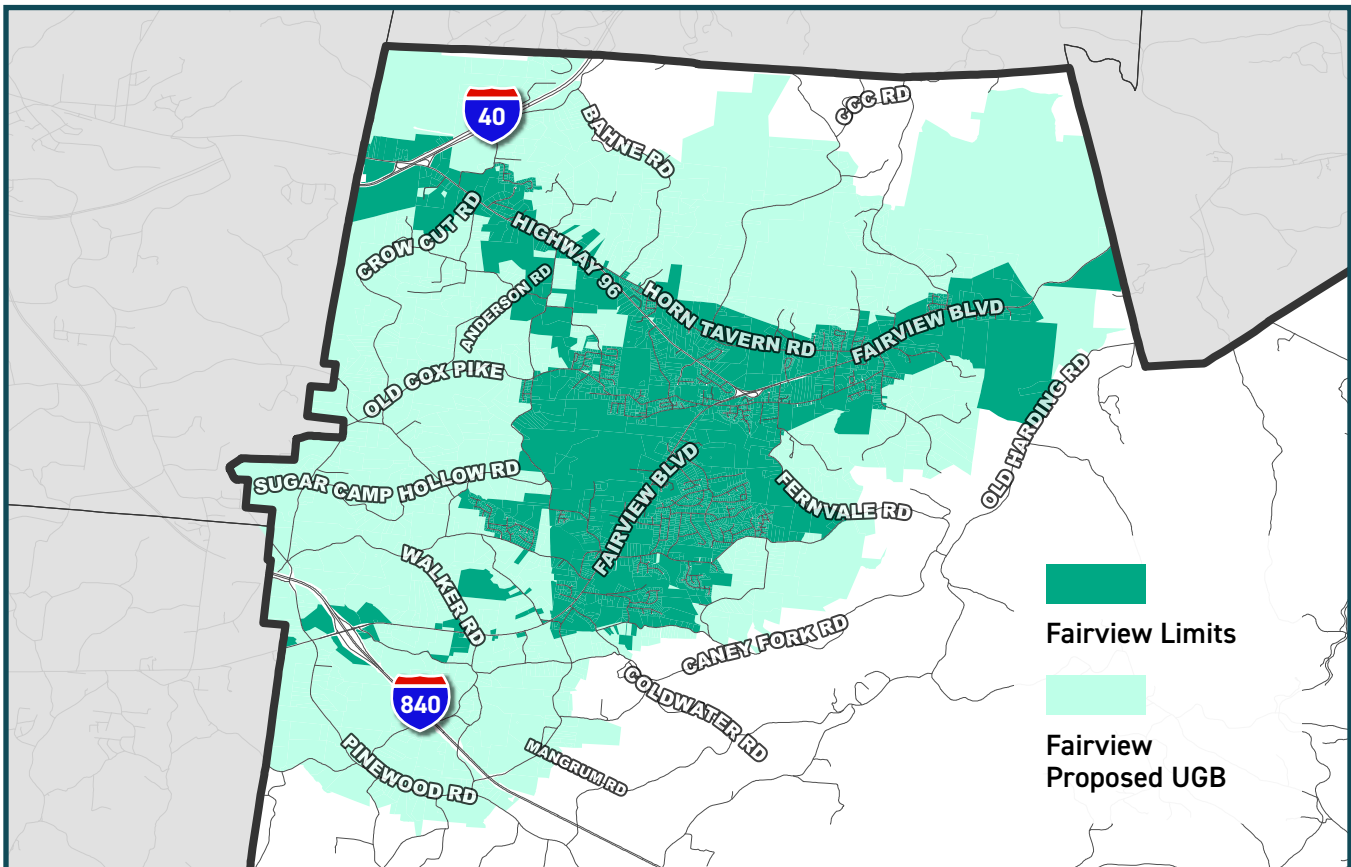 40
CCC RD
BAHNE RD
CROW CUT RD
HIGHWAY 96
ANDERSON RD
HORN TAVERN RD
FAIRVIEW BLVD
OLD COX PIKE
OLD HARDING RD
SUGAR CAMP HOLLOW RD
FAIRVIEW BLVD
FERNVALE RD
WALKER RD
Fairview Limits
CANEY FORK RD
840
COLDWATER RD
Fairview
Proposed UGB
PINEWOOD RD
MANGRUM RD